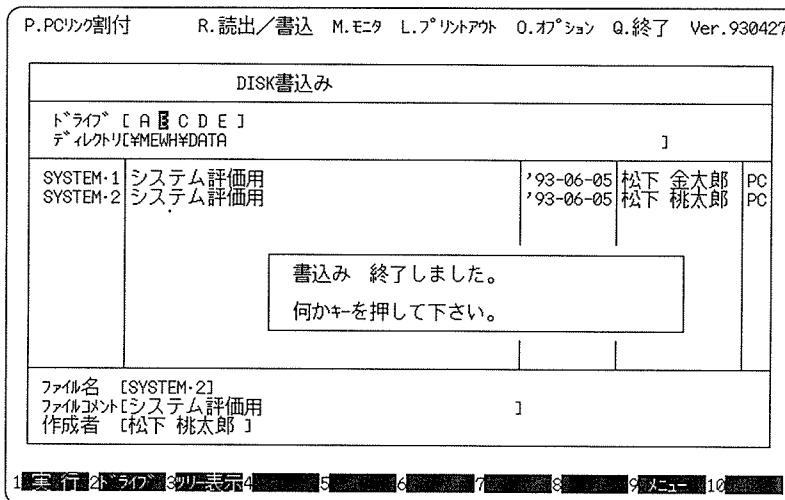 P.PCリンク割付 R.読出／書込 M.モニタ L.プリントアウト O.オプション Q.終了 Ver.930427
DISK書込み
ドライブ [ A B C D E ]
ディレクトリ[¥MEWH¥DATA ]
SYSTEM・1 システム評価用 '93-06-05 松下 金太郎 PC
SYSTEM・2 システム評価用 '93-06-05 松下 桃太郎 PC
書込み 終了しました。
何かキーを押して下さい。
ファイル名 [SYSTEM・2]
ファイルコメント[システム評価用 ]
作成者 [松下 桃太郎 ]
1 実 行 2ドライブ 3ツリー表示4 5 6 7 8 9 メニュー 10